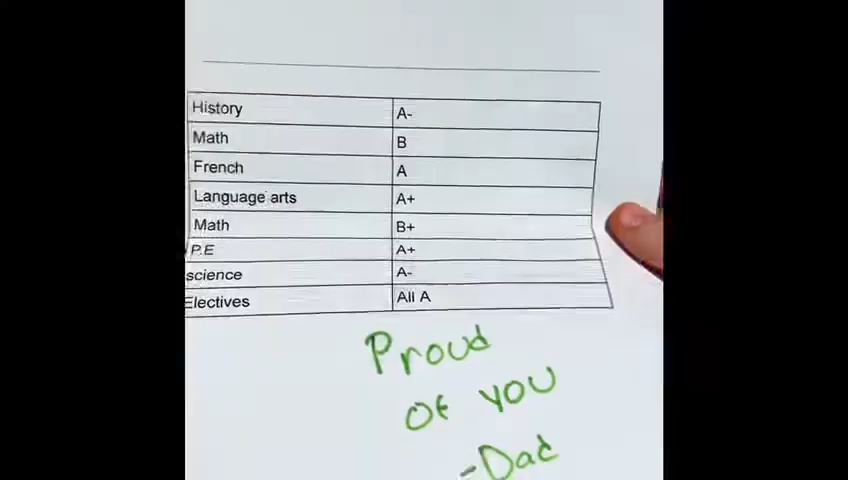 History A-
Math B
French A
Language arts A+
Math B+
P.E A+
science A-
Electives All A
Proud
of you
-Dad